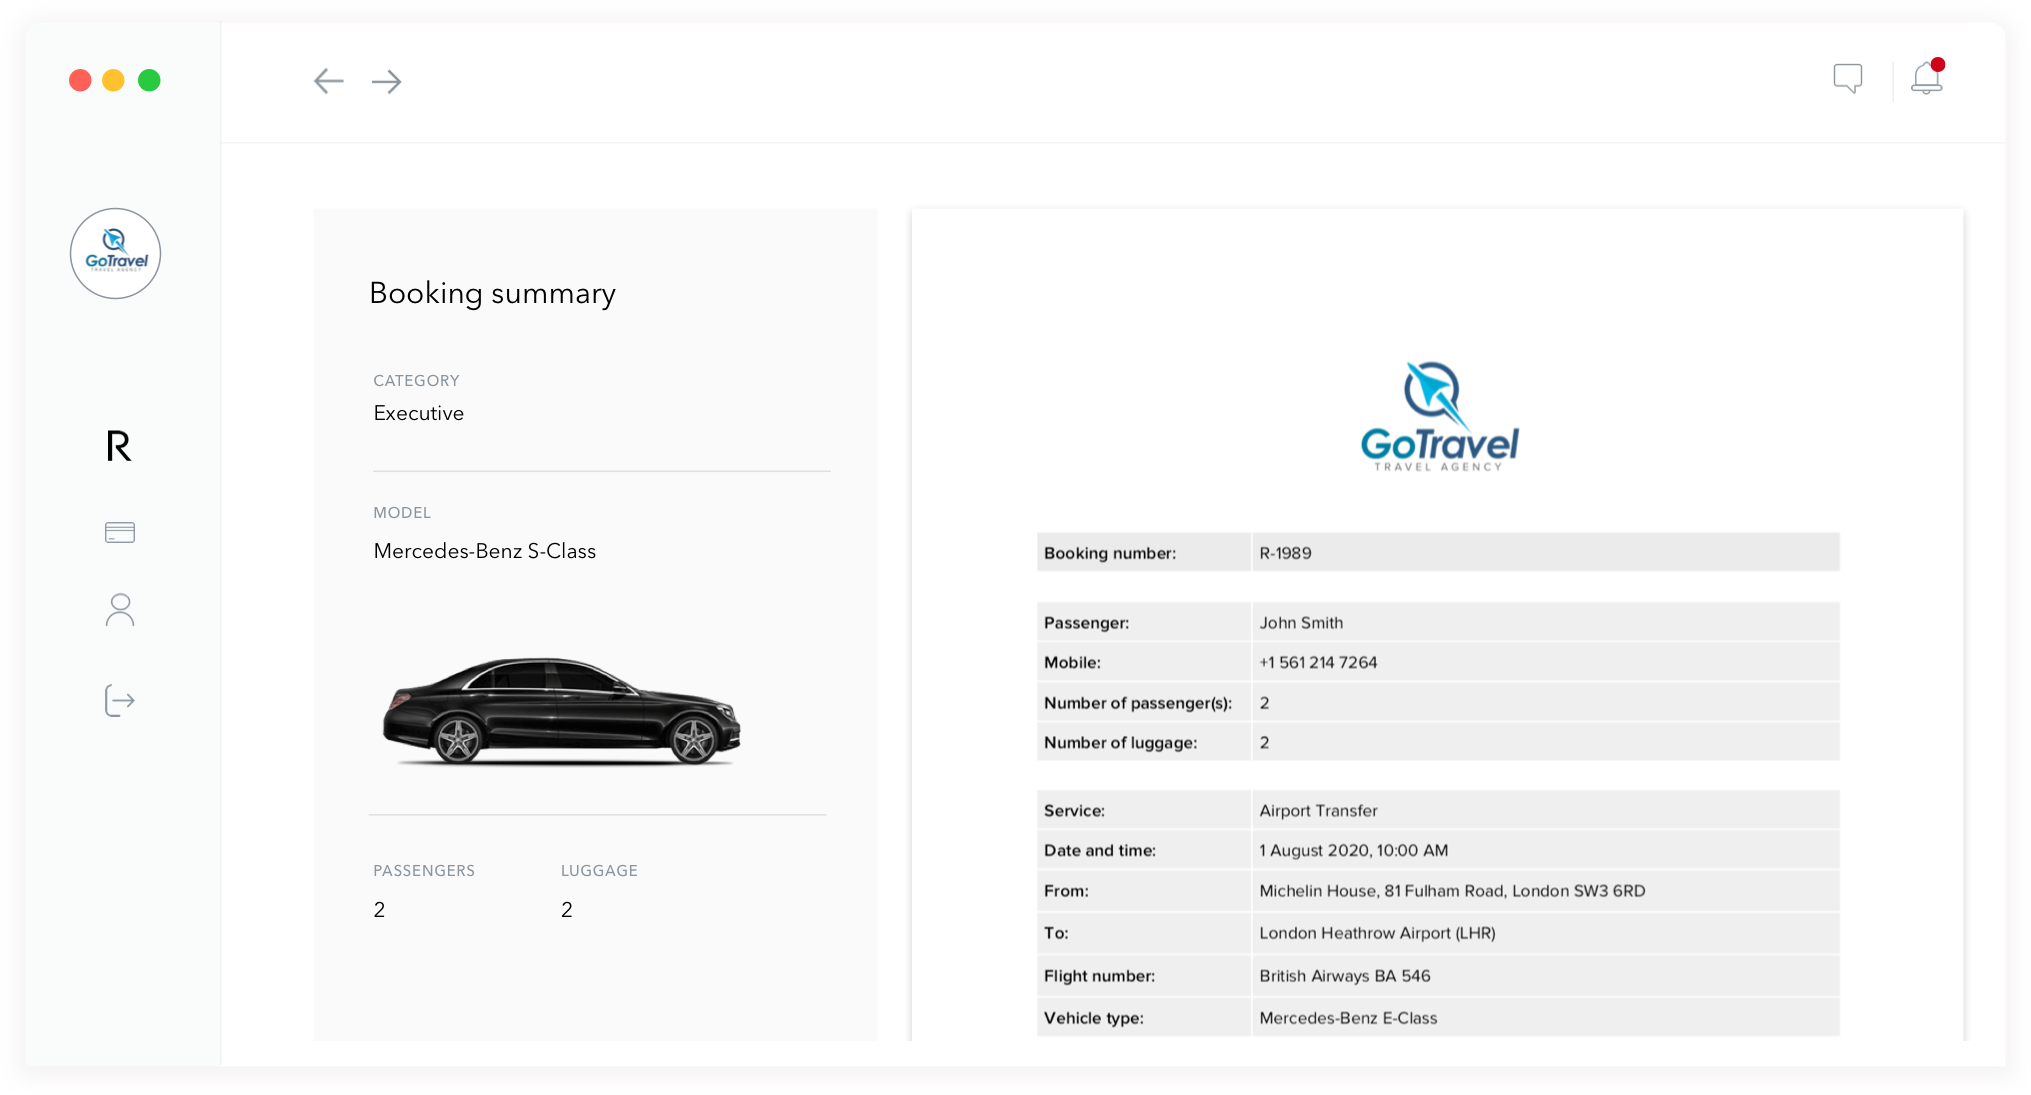 GoTravel
TRAVEL AGENCY
R
Booking summary
CATEGORY
Executive
MODEL
Mercedes-Benz S-Class
PASSENGERS LUGGAGE
2 2
GoTravel
TRAVEL AGENCY
Booking number: R-1989
Passenger: John Smith
Mobile: +1 561 214 7264
Number of passenger(s): 2
Number of luggage: 2
Service: Airport Transfer
Date and time: 1 August 2020, 10:00 AM
From: Michelin House, 81 Fulham Road, London SW3 6RD
To: London Heathrow Airport (LHR)
Flight number: British Airways BA 546
Vehicle type: Mercedes-Benz E-Class